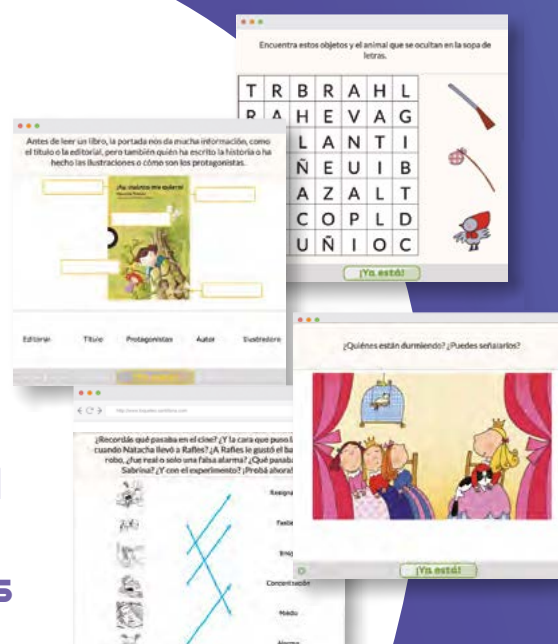 Encuentra estos objetos y el animal que se ocultan en la sopa de
letras.
T R B R A H L
R A H E V A G
L A N T I
Ñ E U I B
A Z A L T
C O P L D
U Ñ I O C
¡Ya está!
Antes de leer un libro, la portada nos da mucha información, como
el título o la editorial, pero también quién ha escrito la historia o ha
hecho las ilustraciones o cómo son los protagonistas.
¡Ay, cuánto me quiero!
Editorial Título Protagonistas Autor Ilustradora
¿Quiénes están durmiendo? ¿Puedes señalarlos?
¡Ya está!
¿Recordás qué pasaba en el cine? ¿Y la cara que puso l
cuando Natacha llevó a Rafles? ¿A Rafles le gustó el ba
robo, ¿fue real o solo una falsa alarma? ¿Qué pasab
Sabrina? ¿Y con el experimento? ¡Probá ahora!
Concentración
Miedo
Alarma
s